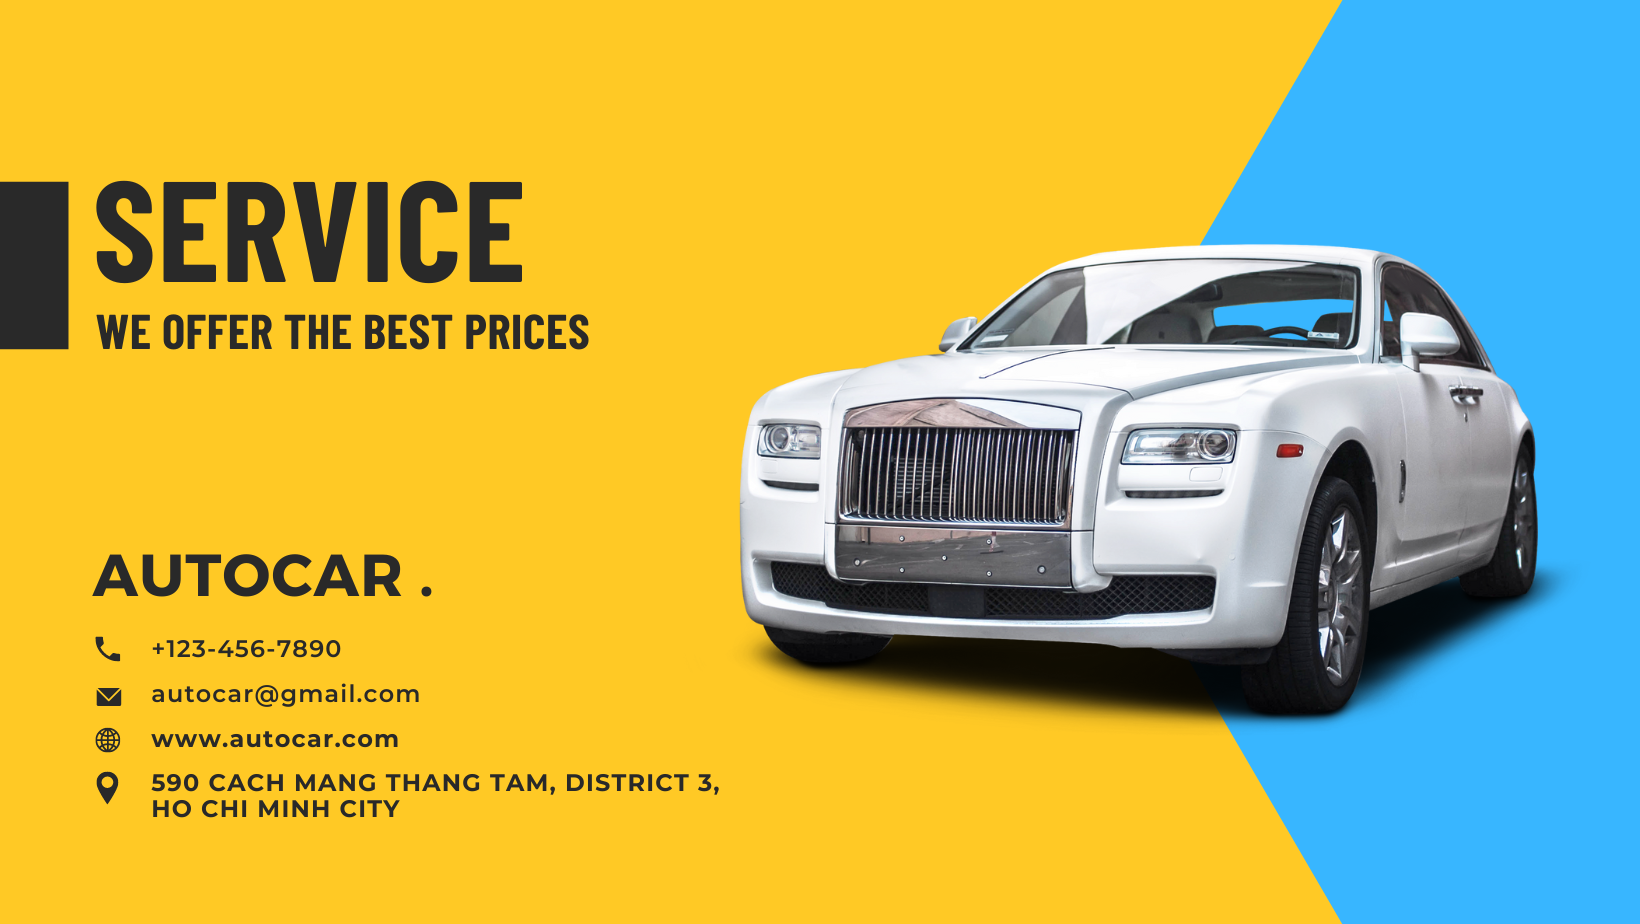 SERVICE
WE OFFER THE BEST PRICES
AUTOCAR .
+123-456-7890
autocar@gmail.com
www.autocar.com
590 CACH MANG THANG TAM, DISTRICT 3,
HO CHI MINH CITY